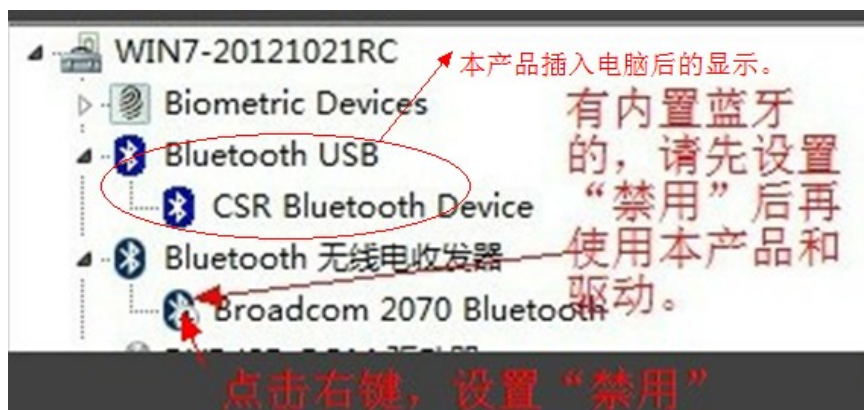 WIN7-20121021RC
本产品插入电脑后的显示。
Biometric Devices
Bluetooth USB
CSR Bluetooth Device
Bluetooth 无线电收发器
Broadcom 2070 Bluetooth
有内置蓝牙
的，请先设置
“禁用”后再
使用本产品和
驱动。
点击右键，设置“禁用”